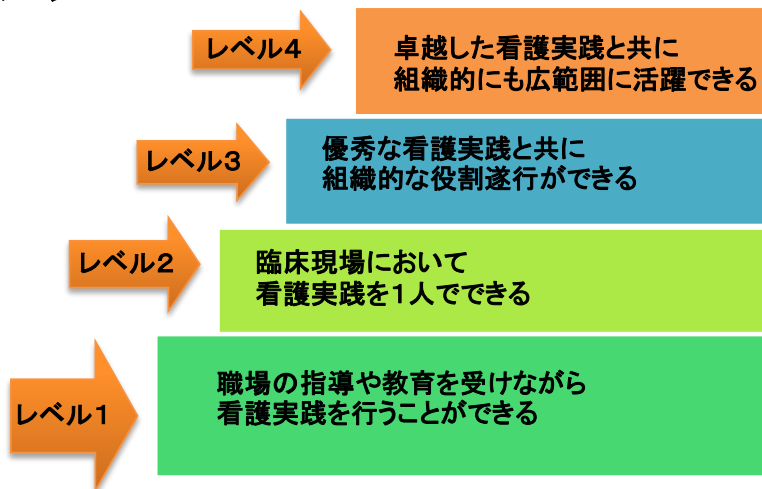 レベル４
卓越した看護実践と共に
組織的にも広範囲に活躍できる
レベル３
優秀な看護実践と共に
組織的な役割遂行ができる
レベル２
臨床現場において
看護実践を１人でできる
レベル１
職場の指導や教育を受けながら
看護実践を行うことができる